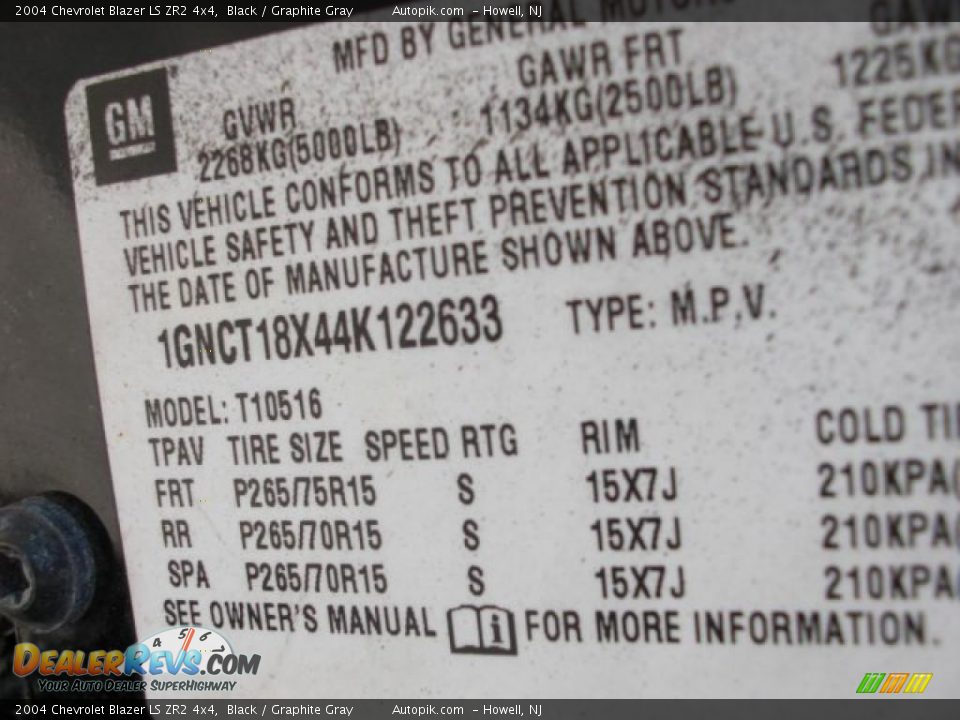 2004 Chevrolet Blazer LS ZR2 4x4, Black / Graphite Gray Autopik.com - Howell, NJ
MFD BY GENERAL MOTORS
GM
GVWR GAWR FRT
2268KG(5000LB) 1134KG(2500LB) 1225KG
THIS VEHICLE CONFORMS TO ALL APPLICABLE U.S. FEDER
VEHICLE SAFETY AND THEFT PREVENTION STANDARDS IN
THE DATE OF MANUFACTURE SHOWN ABOVE.
1GNCT18X44K122633 TYPE: M.P.V.
MODEL: T10516
TPAV TIRE SIZE SPEED RTG RIM COLD TI
FRT P265/75R15 S 15X7J 210KPA(
RR P265/70R15 S 15X7J 210KPA(
SPA P265/70R15 S 15X7J 210KPA(
SEE OWNER'S MANUAL i FOR MORE INFORMATION.
4 5 6
DEALERREVS.COM
YOUR AUTO DEALER SUPERHIGHWAY
2004 Chevrolet Blazer LS ZR2 4x4, Black / Graphite Gray Autopik.com - Howell, NJ